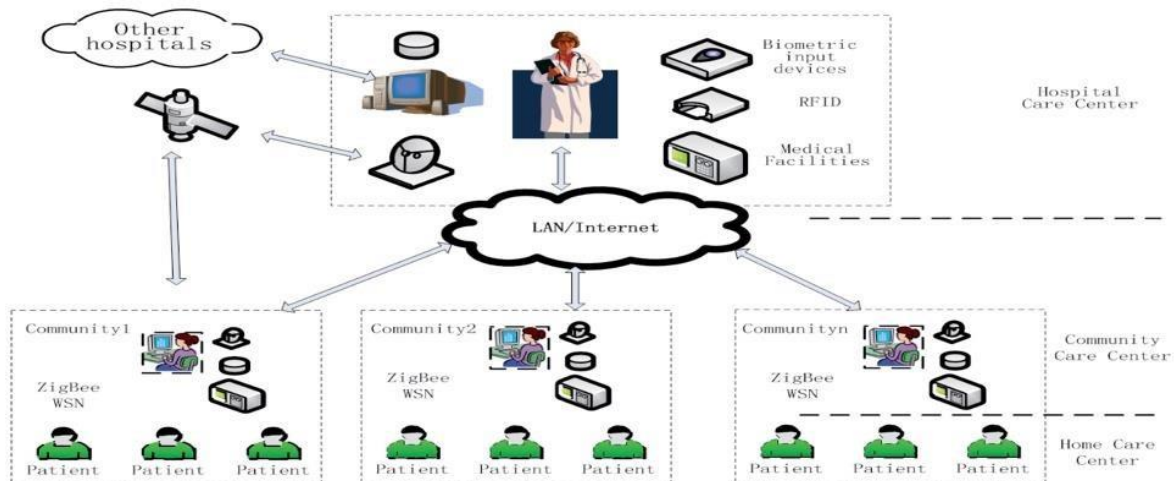 Other
hospitals
Biometric
input
devices
RFID
Medical
Facilities
Hospital
Care Center
LAN/Internet
Community1
ZigBee
WSN
Patient
Patient
Patient
Community2
ZigBee
WSN
Patient
Patient
Patient
Communityn
ZigBee
WSN
Patient
Patient
Patient
Community
Care Center
Home Care
Center